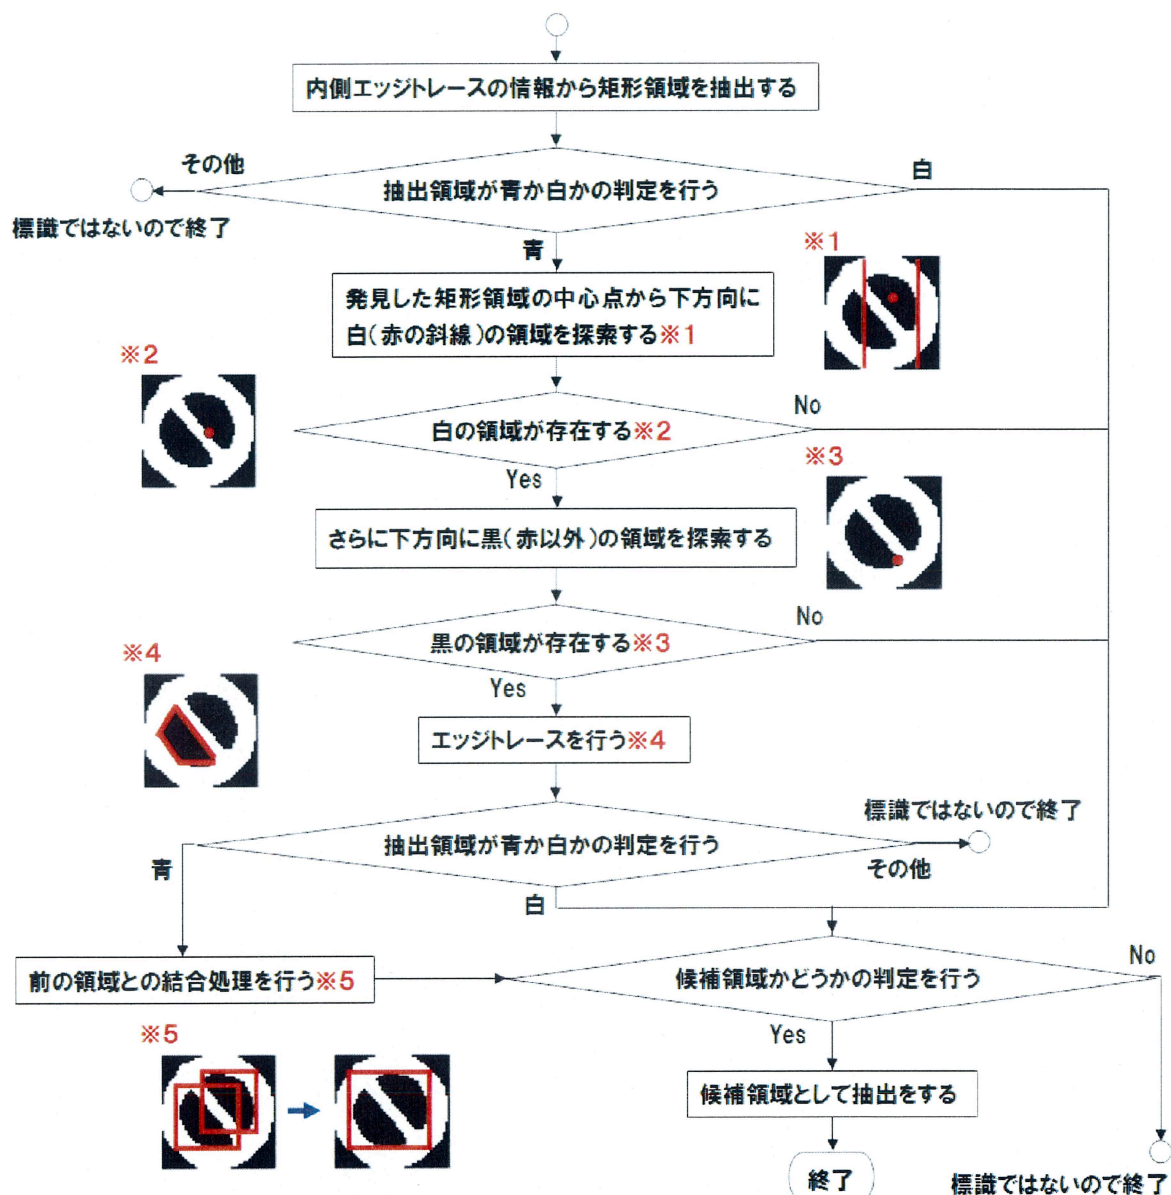 内側エッジトレースの情報から矩形領域を抽出する
その他
白
抽出領域が青か白かの判定を行う
標識ではないので終了
青
※1
発見した矩形領域の中心点から下方向に
白(赤の斜線)の領域を探索する※1
※2
No
白の領域が存在する※2
Yes
※3
さらに下方向に黒(赤以外)の領域を探索する
No
黒の領域が存在する※3
※4
Yes
エッジトレースを行う※4
標識ではないので終了
抽出領域が青か白かの判定を行う
青
その他
白
前の領域との結合処理を行う※5
候補領域かどうかの判定を行う
No
※5
Yes
候補領域として抽出をする
終了
標識ではないので終了